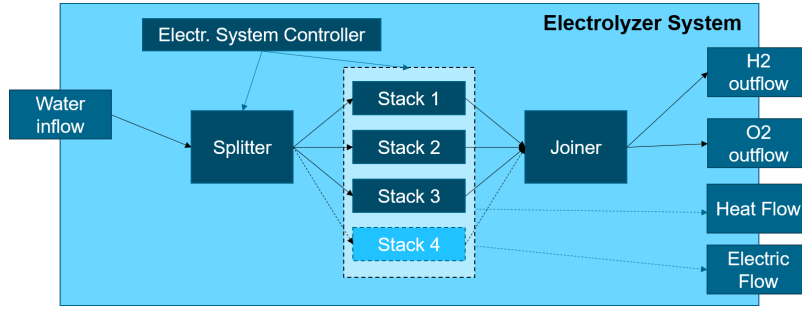 Electrolyzer System
Electr. System Controller
H2
outflow
Water
inflow
Splitter
Stack 1
Stack 2
Stack 3
Stack 4
Joiner
O2
outflow
Heat Flow
Electric
Flow